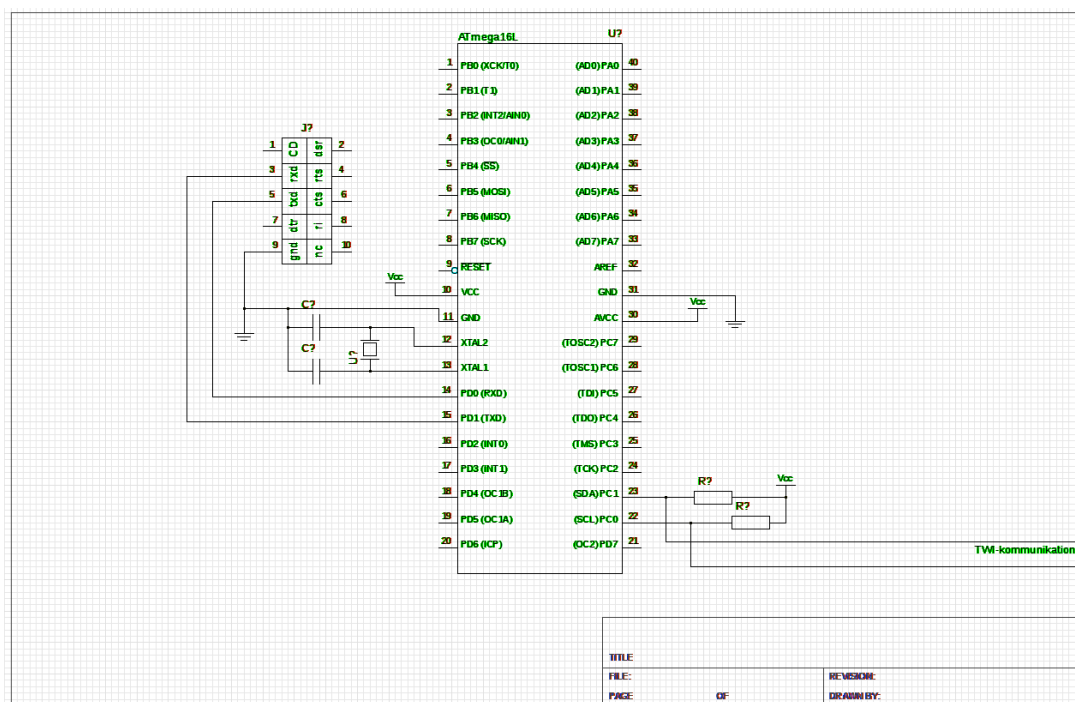 ATmega16L U?
1 PB0 (XCK/T0) (AD0) PA0 40
2 PB1 (T1) (AD1) PA1 39
3 PB2 (INT2/AIN0) (AD2) PA2 38
4 PB3 (OC0/AIN1) (AD3) PA3 37
5 PB4 (SS) (AD4) PA4 36
6 PB5 (MOSI) (AD5) PA5 35
7 PB6 (MISO) (AD6) PA6 34
8 PB7 (SCK) (AD7) PA7 33
9 RESET AREF 32
10 VCC GND 31
11 GND AVCC 30
12 XTAL2 (TOSC2) PC7 29
13 XTAL1 (TOSC1) PC6 28
14 PD0 (RXD) (TDI) PC5 27
15 PD1 (TXD) (TDO) PC4 26
16 PD2 (INT0) (TMS) PC3 25
17 PD3 (INT1) (TCK) PC2 24
18 PD4 (OC1B) (SDA) PC1 23
19 PD5 (OC1A) (SCL) PC0 22
20 PD6 (ICP) (OC2) PD7 21
J?
1 CD dsr 2
3 rxd rts 4
5 txd cts 6
7 dtr ri 8
9 gnd nc 10
Vcc
C?
C?
U?
Vcc
R?
Vcc
R?
TWI-kommunikation
TITLE
FILE: REVISION:
PAGE OF DRAWN BY: